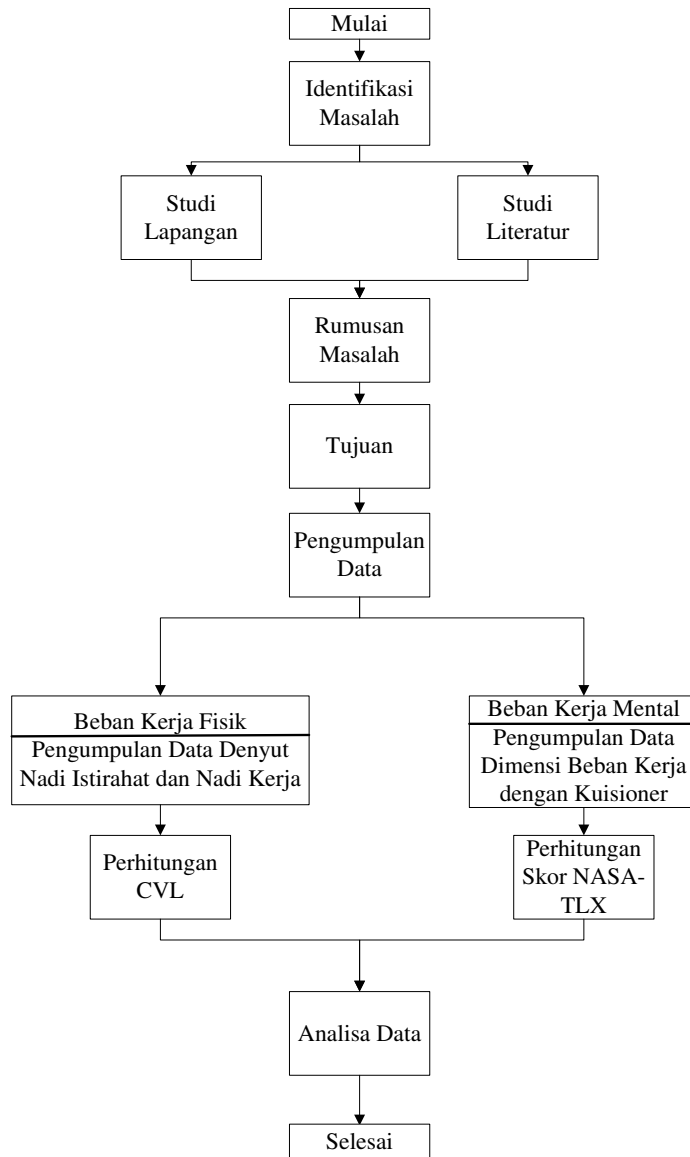 Mulai
Identifikasi
Masalah
Studi
Lapangan
Studi
Literatur
Rumusan
Masalah
Tujuan
Pengumpulan
Data
Beban Kerja Fisik
Pengumpulan Data Denyut
Nadi Istirahat dan Nadi Kerja
Beban Kerja Mental
Pengumpulan Data
Dimensi Beban Kerja
dengan Kuisioner
Perhitungan
CVL
Perhitungan
Skor NASA-
TLX
Analisa Data
Selesai